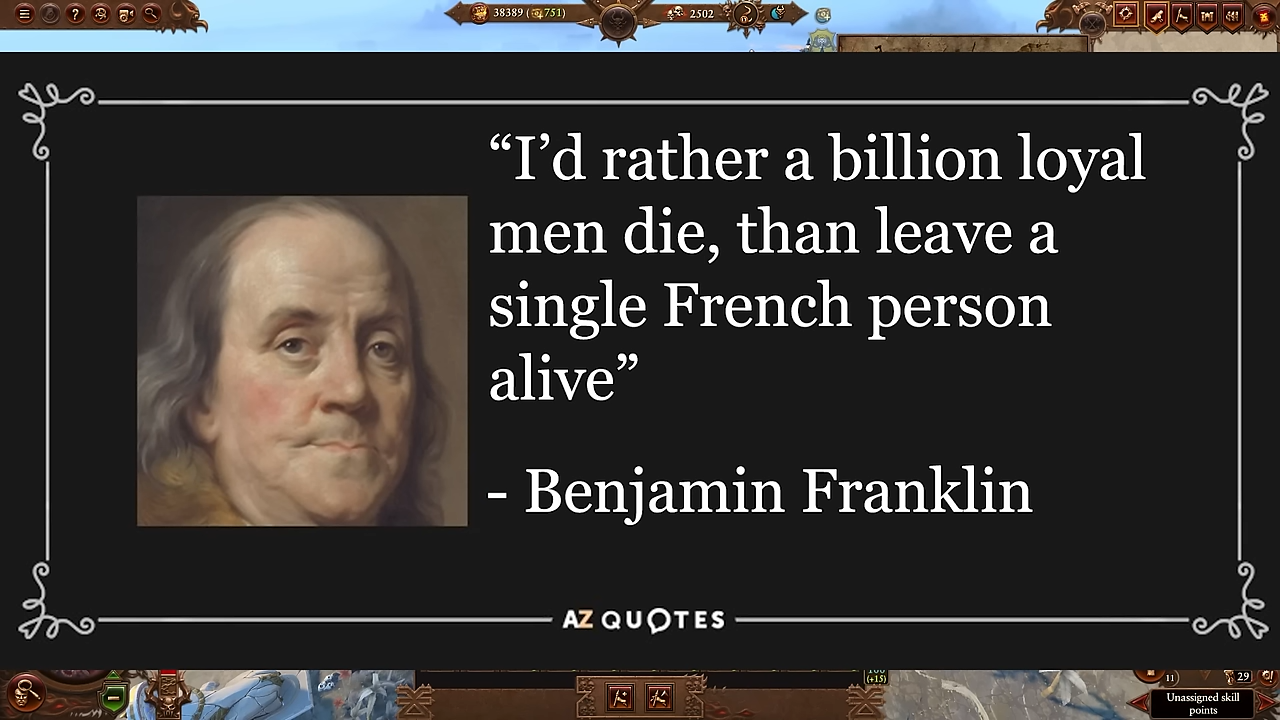 38389 (751)
2502
“I’d rather a billion loyal
men die, than leave a
single French person
alive”
- Benjamin Franklin
AZ QUOTES
(+15)
11
29
Unassigned skill
points